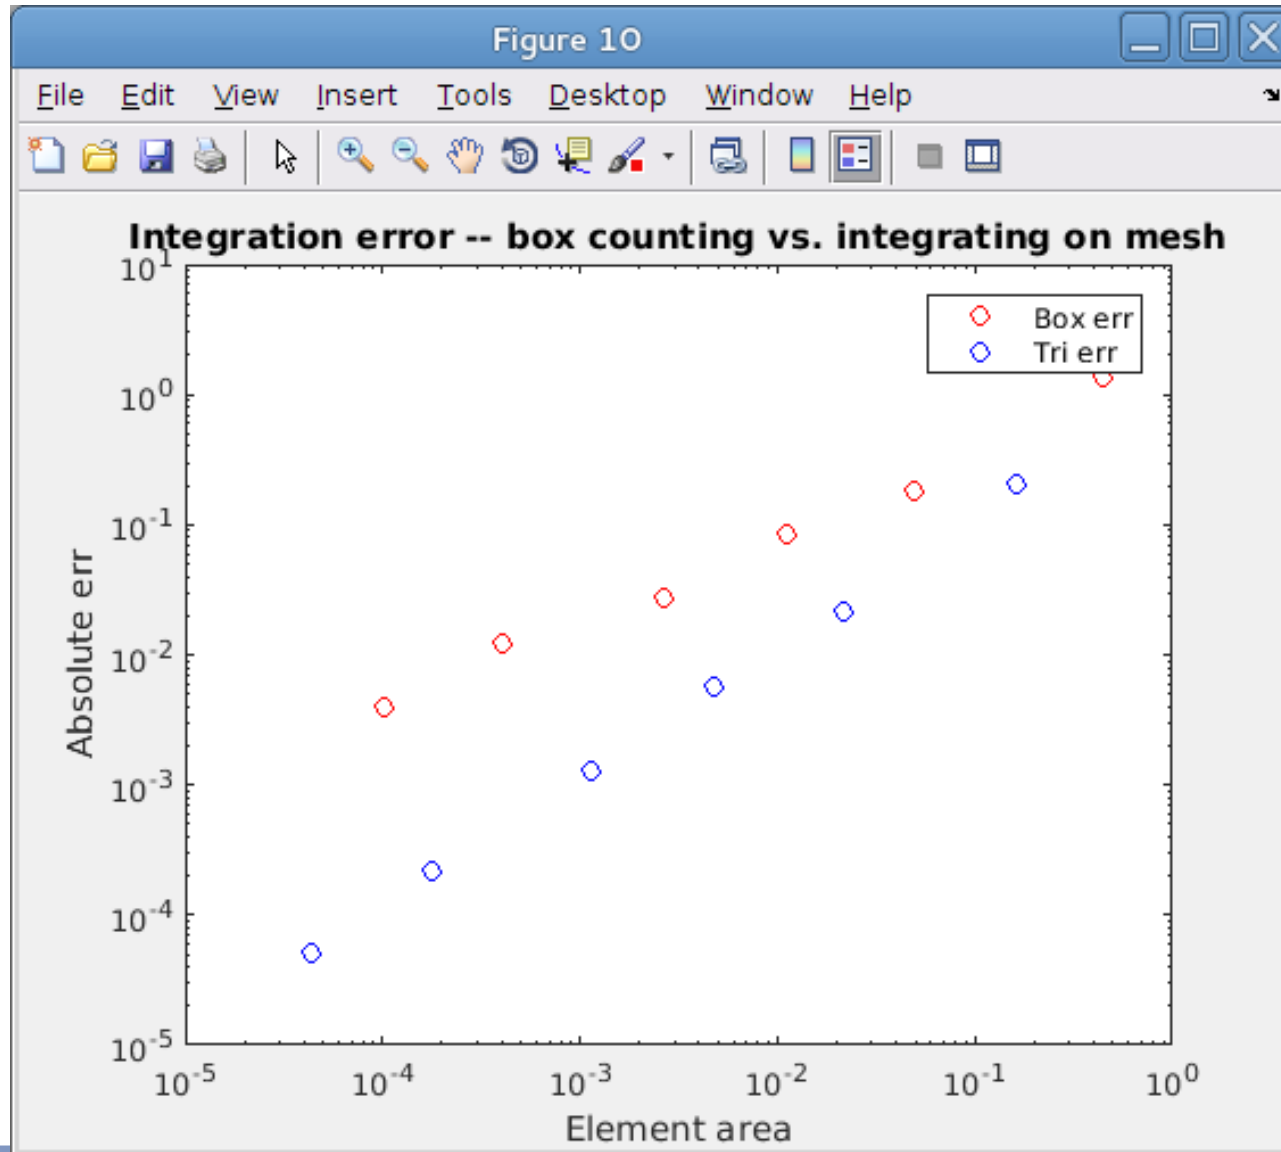 Figure 10
File Edit View Insert Tools Desktop Window Help
Integration error -- box counting vs. integrating on mesh
10^1
Box err
Tri err
10^0
10^-1
10^-2
10^-3
10^-4
10^-5
Absolute err
10^-5 10^-4 10^-3 10^-2 10^-1 10^0
Element area